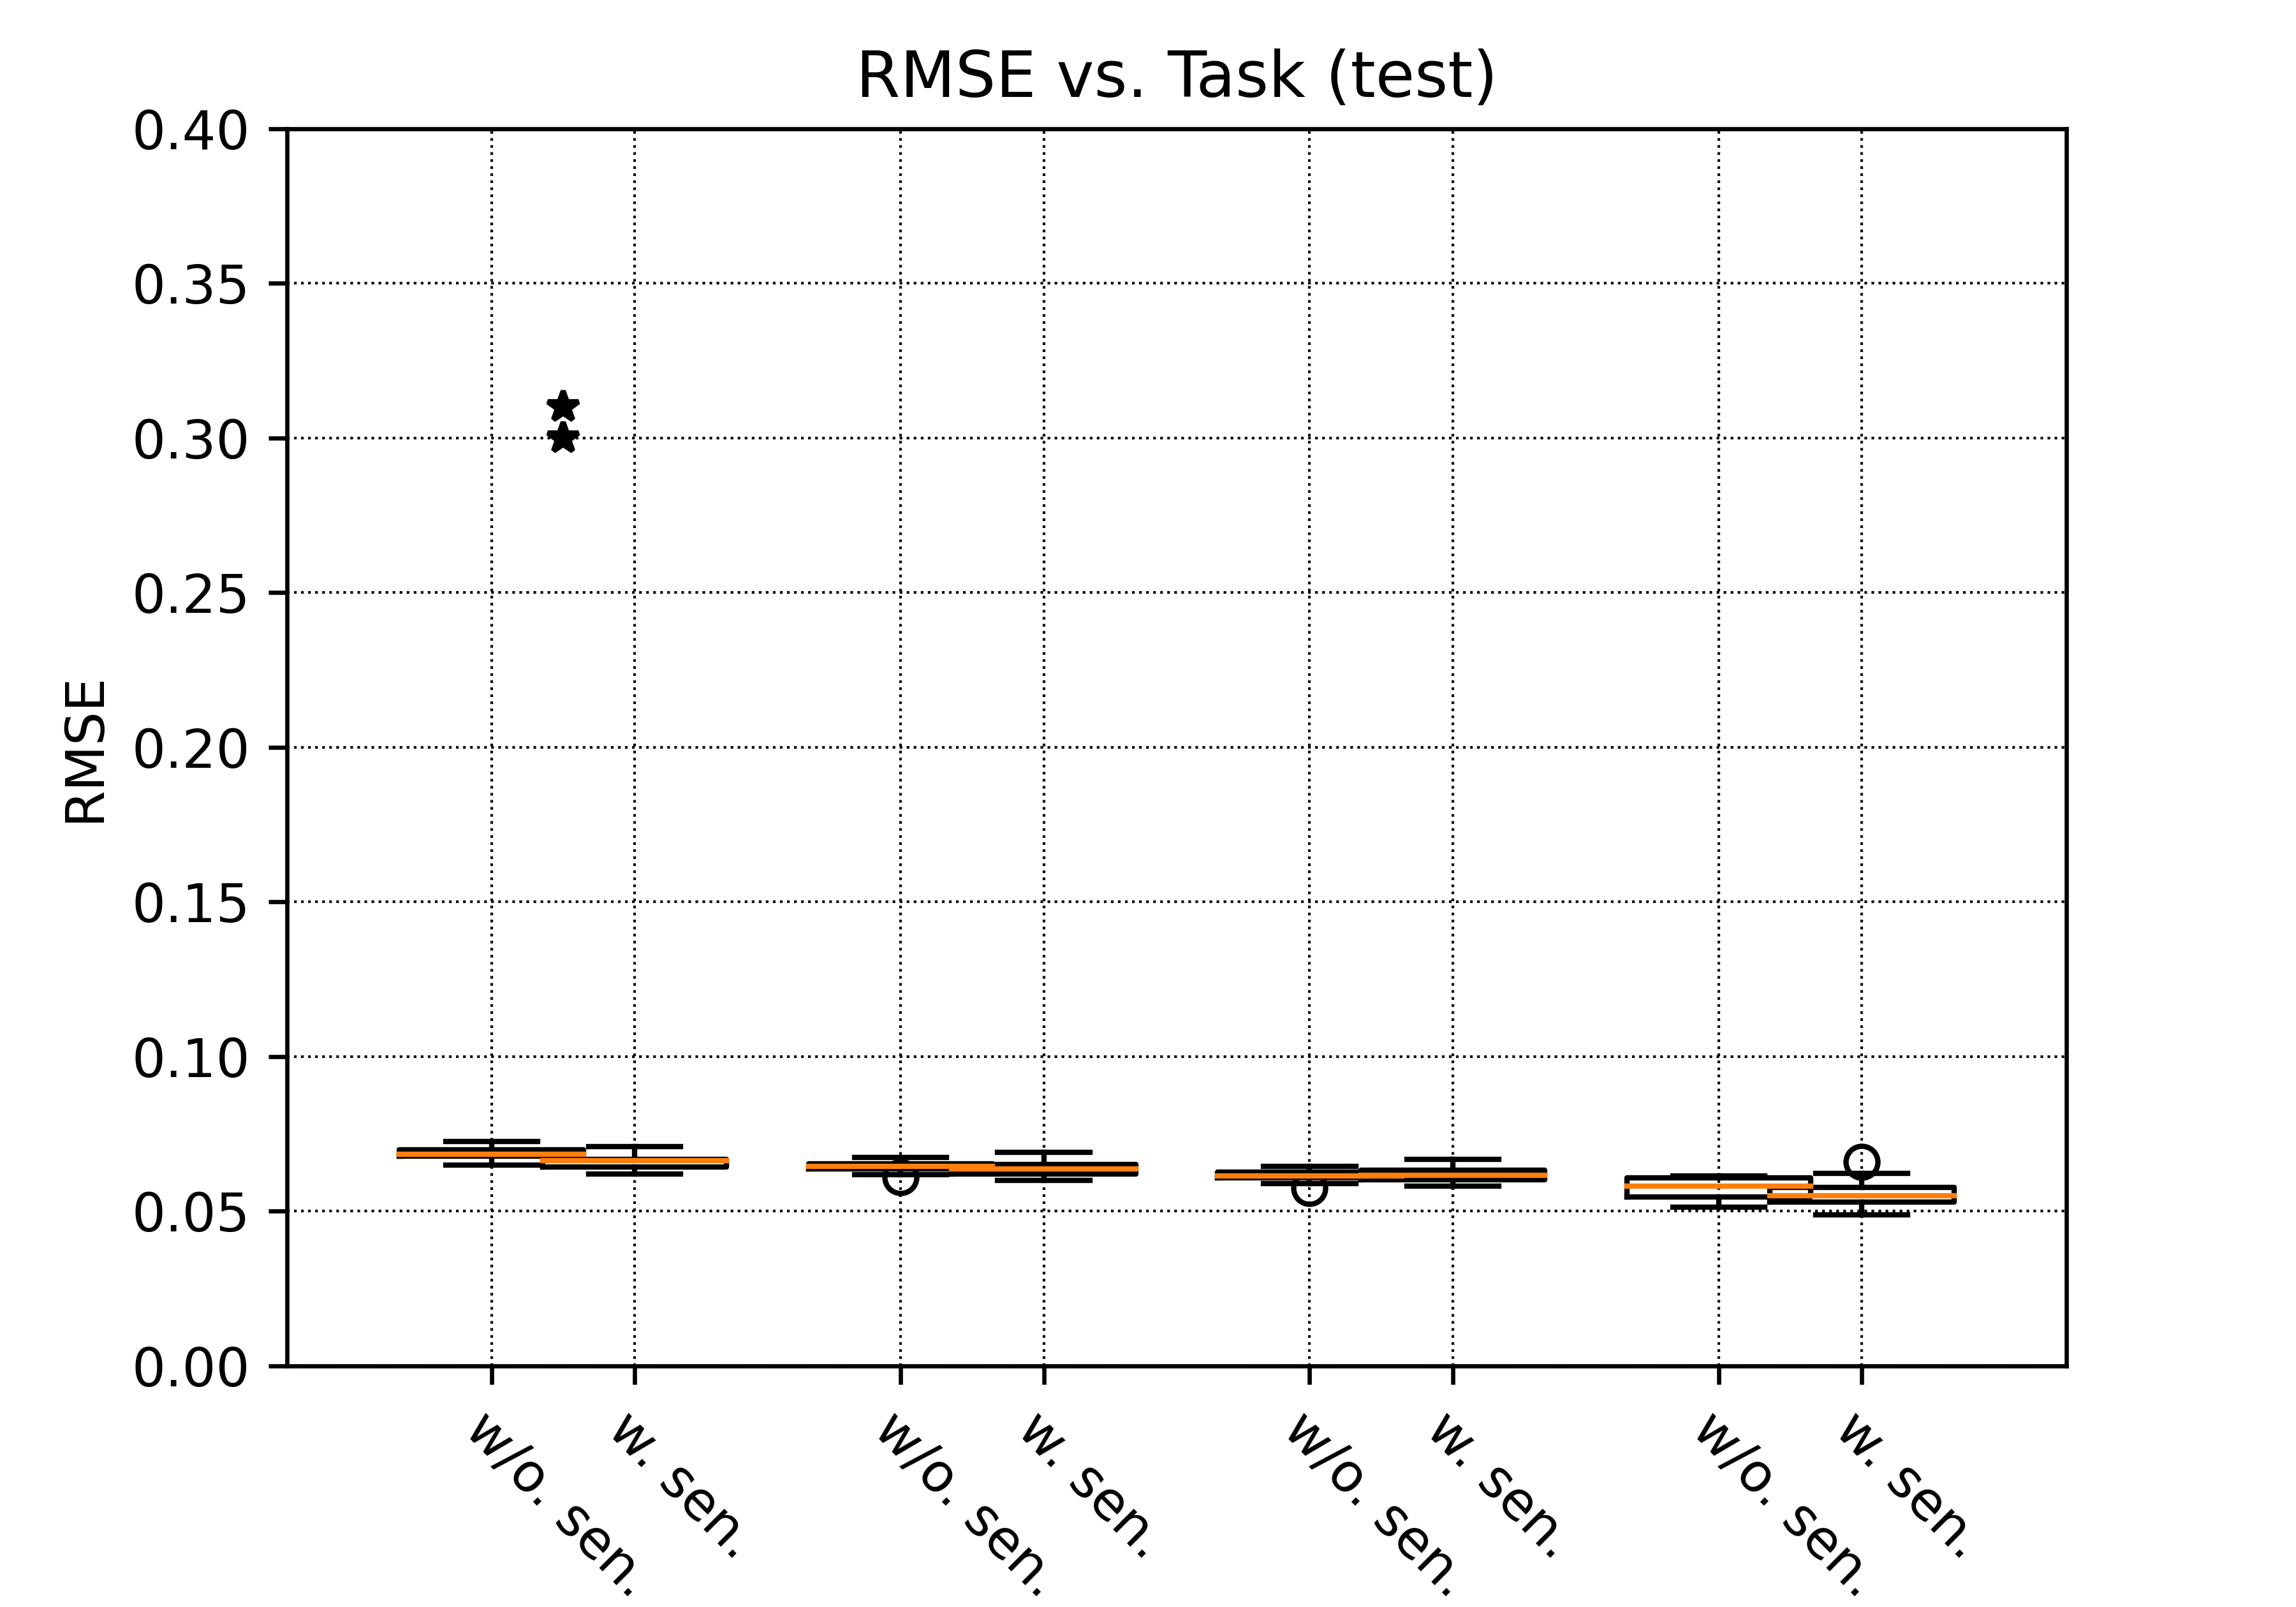 RMSE vs. Task (test)
0.40
0.35
0.30
0.25
0.20
0.15
0.10
0.05
0.00
RMSE
w/o. sen.
w. sen.
w/o. sen.
w. sen.
w/o. sen.
w. sen.
w/o. sen.
w. sen.